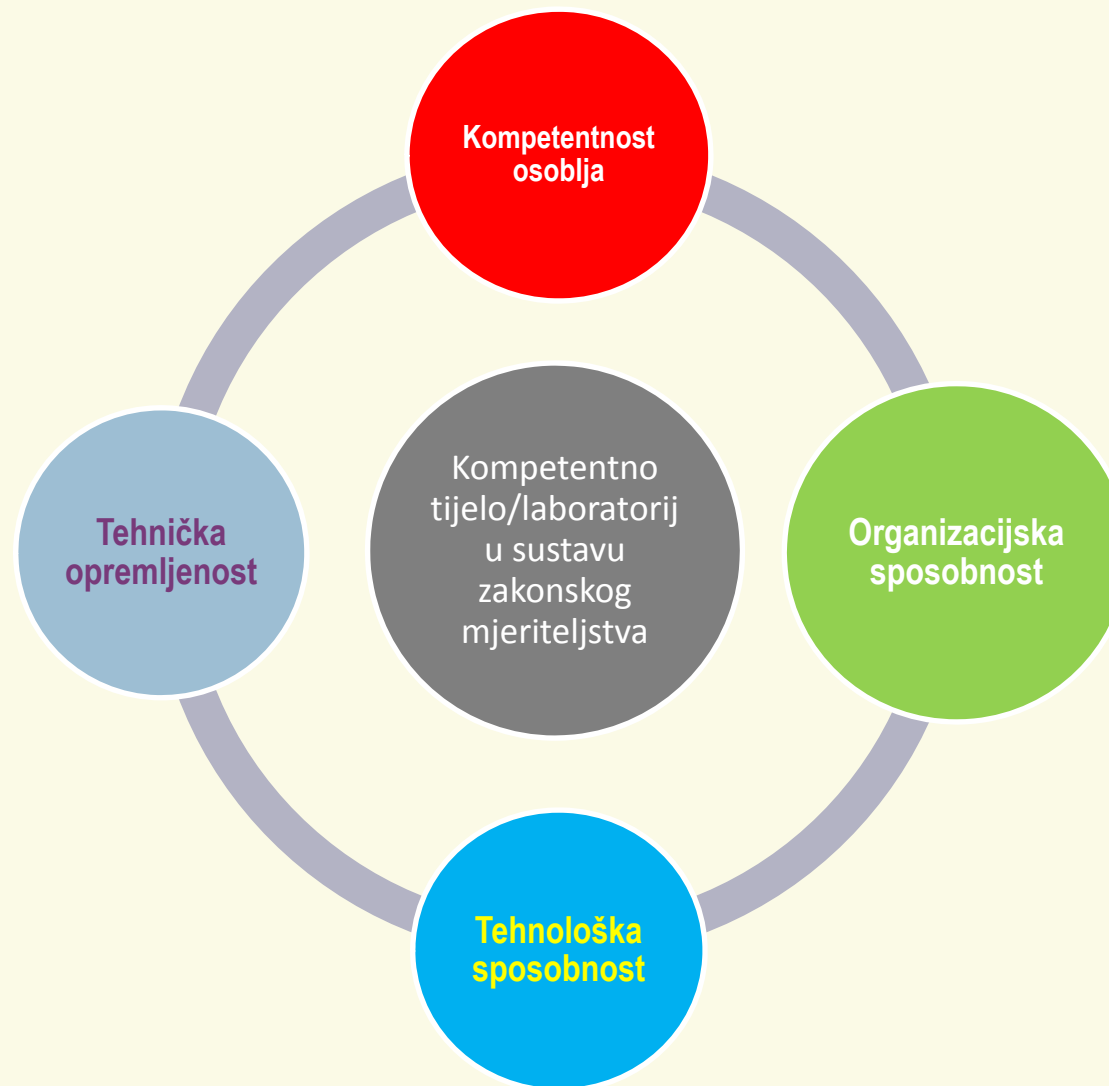 Kompetentnost
osoblja
Tehnička
opremljenost
Kompetentno
tijelo/laboratorij
u sustavu
zakonskog
mjeriteljstva
Organizacijska
sposobnost
Tehnološka
sposobnost